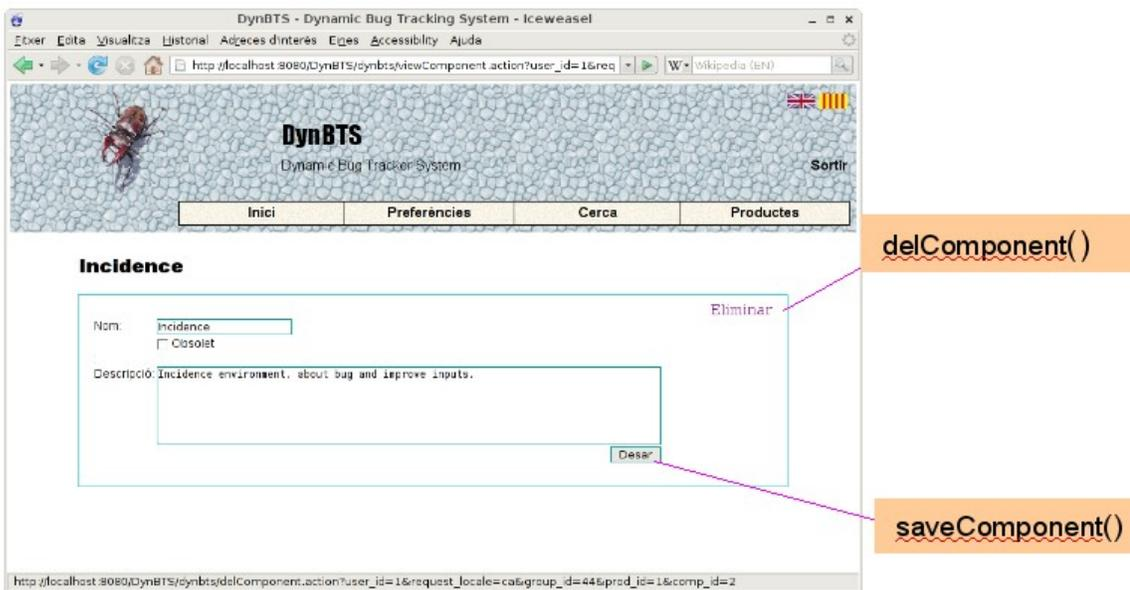 DynBTS - Dynamic Bug Tracking System - Iceweasel
Fitxer Edita Visualitza Historial Adreces d'interès Eines Accessibility Ajuda
http://localhost:8080/DynBTS/dynbts/viewComponent.action?user_id=1&req
Wikipedia (EN)
DynBTS
Dynamic Bug Tracker System
Sortir
Inici Preferències Cerca Productes
delComponent()
Incidence
Eliminar
Nom: Incidence
Obsolet
Descripció: Incidence environment, about bug and improve inputs.
Desar
saveComponent()
http://localhost:8080/DynBTS/dynbts/delComponent.action?user_id=1&request_locale=ca&group_id=44&prod_id=1&comp_id=2